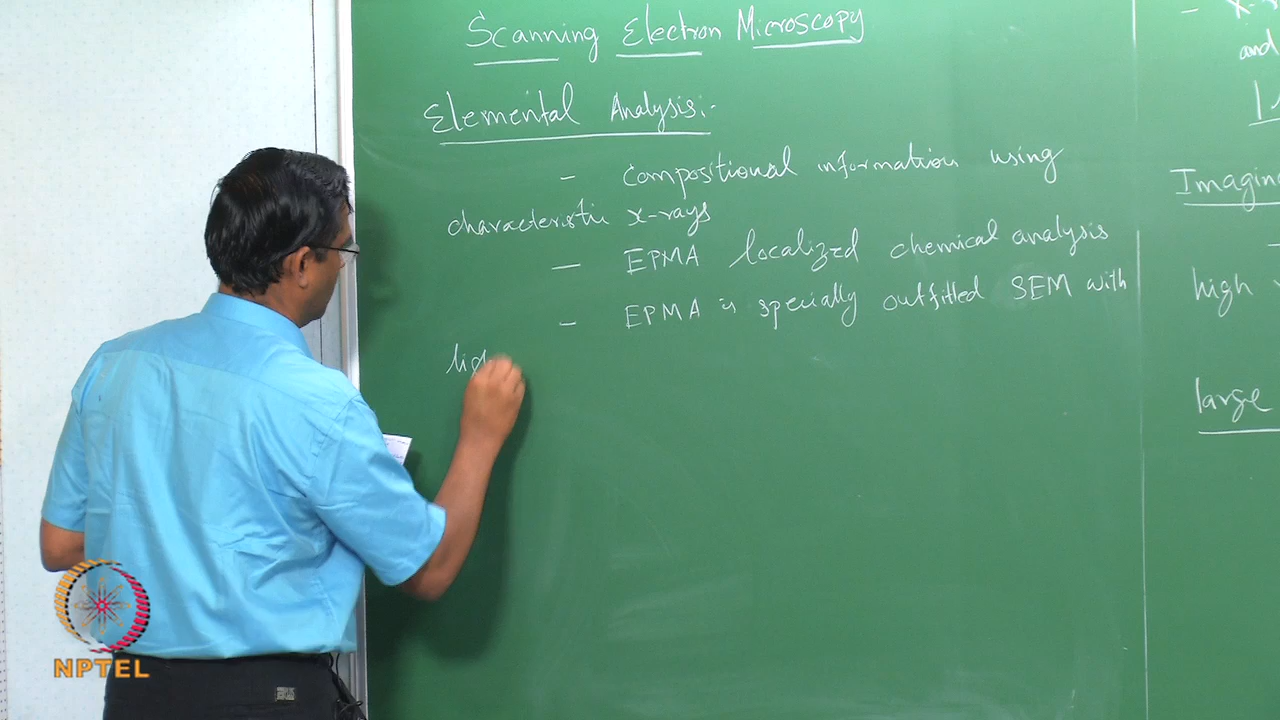 Scanning Electron Microscopy
Elemental Analysis:-
- compositional information using
characteristic x-rays
- EPMA localized chemical analysis
- EPMA is specially outfitted SEM with
lig
- X-r
and
Imagin
-
high
large
NPTEL